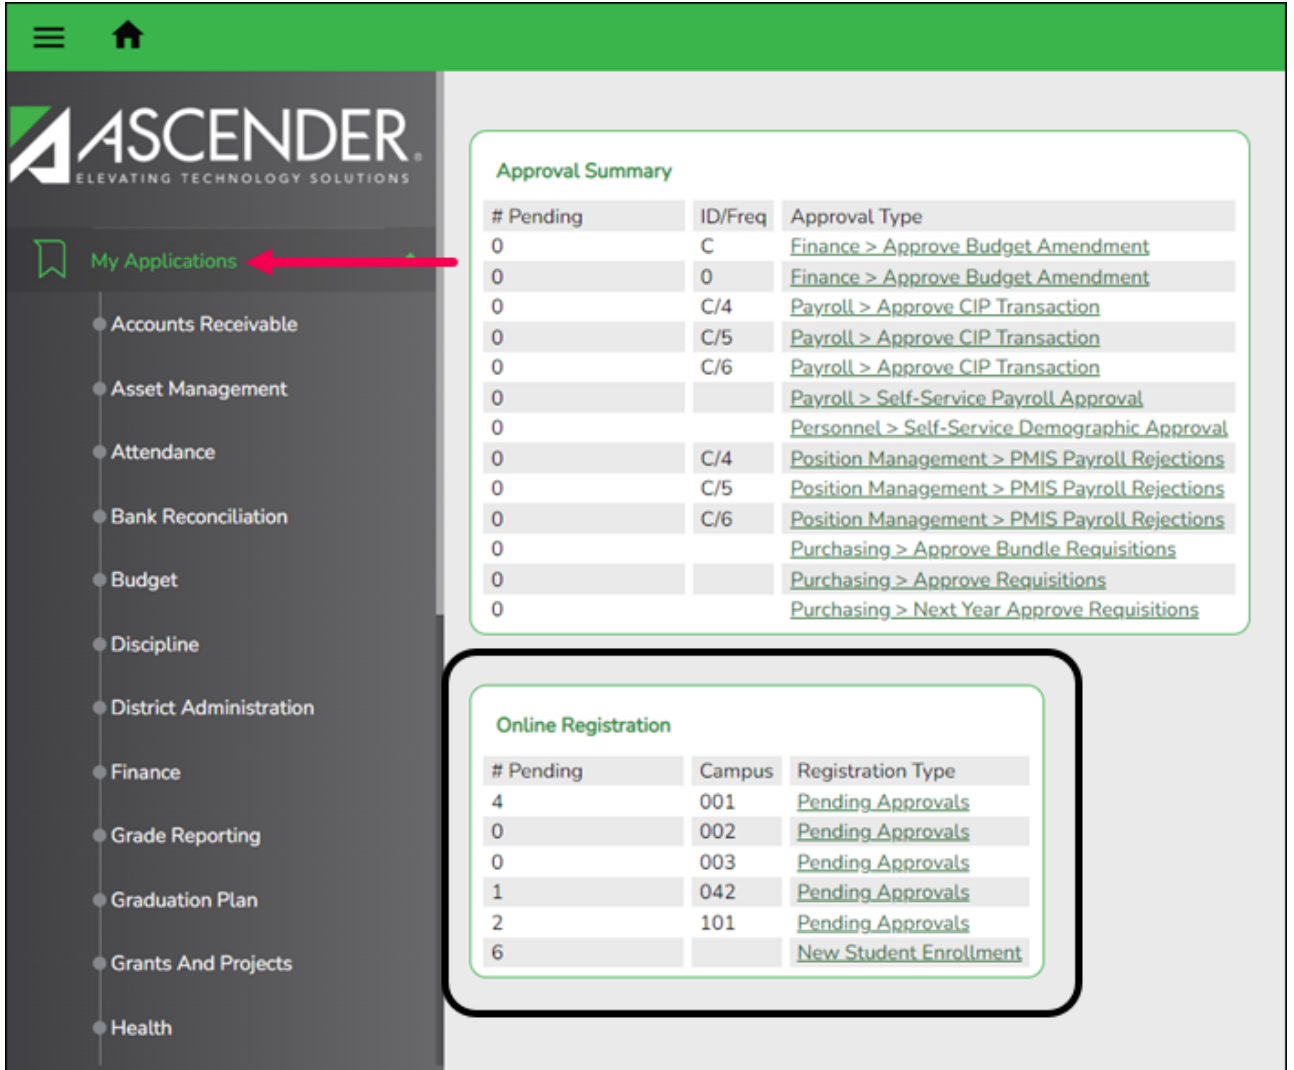 ASCENDER®
ELEVATING TECHNOLOGY SOLUTIONS
My Applications
Accounts Receivable
Asset Management
Attendance
Bank Reconciliation
Budget
Discipline
District Administration
Finance
Grade Reporting
Graduation Plan
Grants And Projects
Health
Approval Summary
# Pending ID/Freq Approval Type
0 C Finance > Approve Budget Amendment
0 0 Finance > Approve Budget Amendment
0 C/4 Payroll > Approve CIP Transaction
0 C/5 Payroll > Approve CIP Transaction
0 C/6 Payroll > Approve CIP Transaction
0 Payroll > Self-Service Payroll Approval
0 Personnel > Self-Service Demographic Approval
0 C/4 Position Management > PMIS Payroll Rejections
0 C/5 Position Management > PMIS Payroll Rejections
0 C/6 Position Management > PMIS Payroll Rejections
0 Purchasing > Approve Bundle Requisitions
0 Purchasing > Approve Requisitions
0 Purchasing > Next Year Approve Requisitions
Online Registration
# Pending Campus Registration Type
4 001 Pending Approvals
0 002 Pending Approvals
0 003 Pending Approvals
1 042 Pending Approvals
2 101 Pending Approvals
6 New Student Enrollment